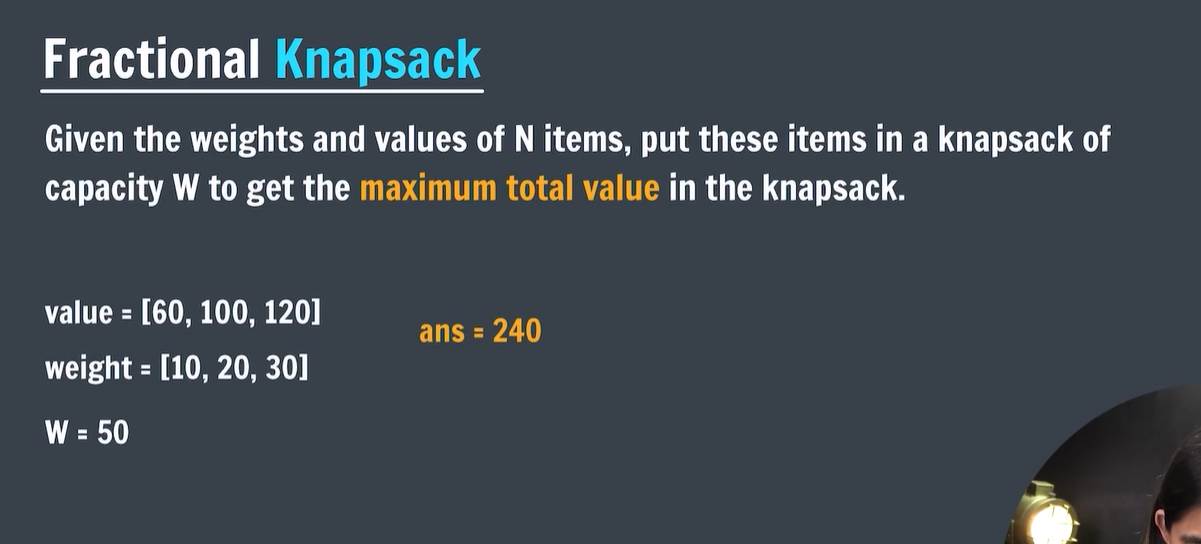 Fractional Knapsack
Given the weights and values of N items, put these items in a knapsack of
capacity W to get the maximum total value in the knapsack.
value = [60, 100, 120]
ans = 240
weight = [10, 20, 30]
W = 50